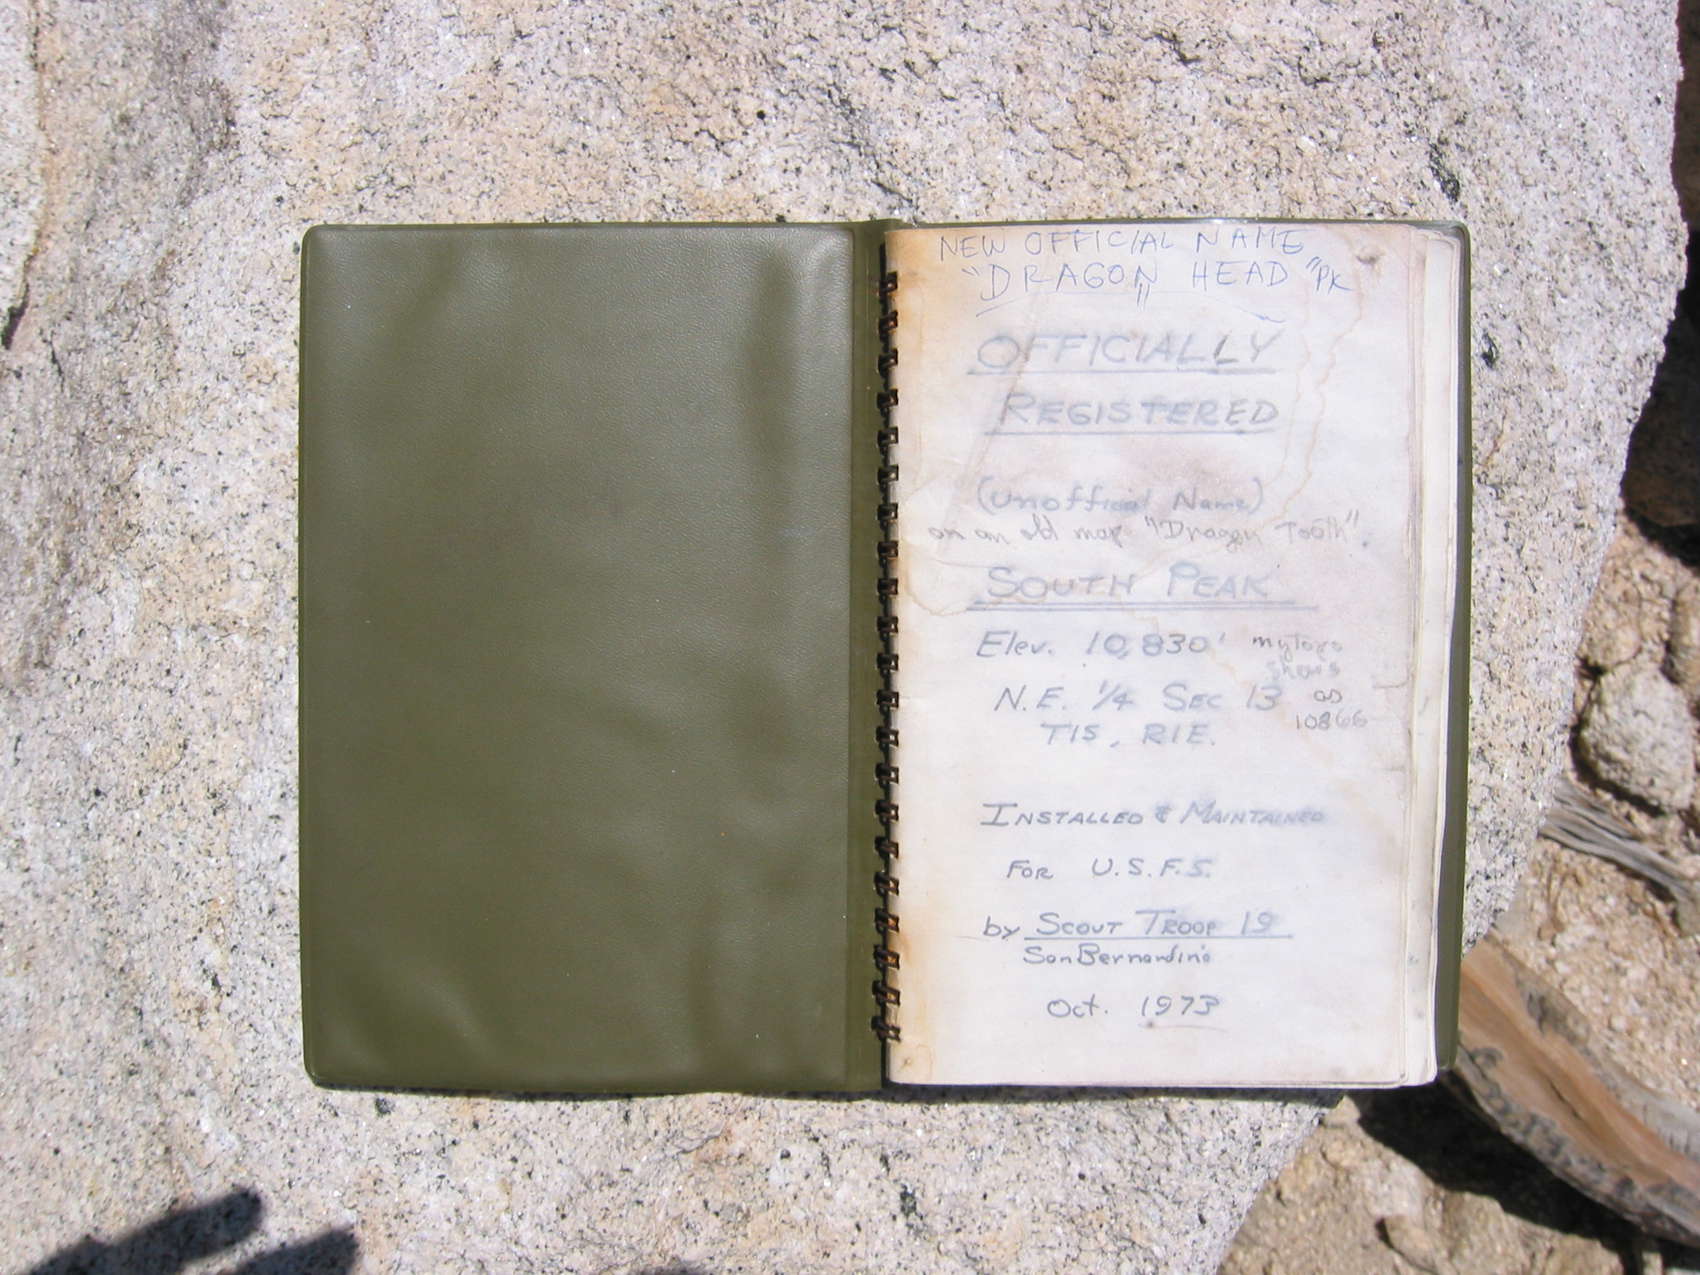 NEW OFFICIAL NAME
"DRAGON HEAD" PK
OFFICIALLY
REGISTERED
(Unofficial Name)
on an old map "Dragon Tooth".
SOUTH PEAK
Elev. 10,830' my topo
shows
N.E. 1/4 SEC 13 as
10866
T1S, R1E.
INSTALLED & MAINTAINED
FOR U.S.F.S.
by SCOUT TROOP 19
San Bernardino
Oct. 1973